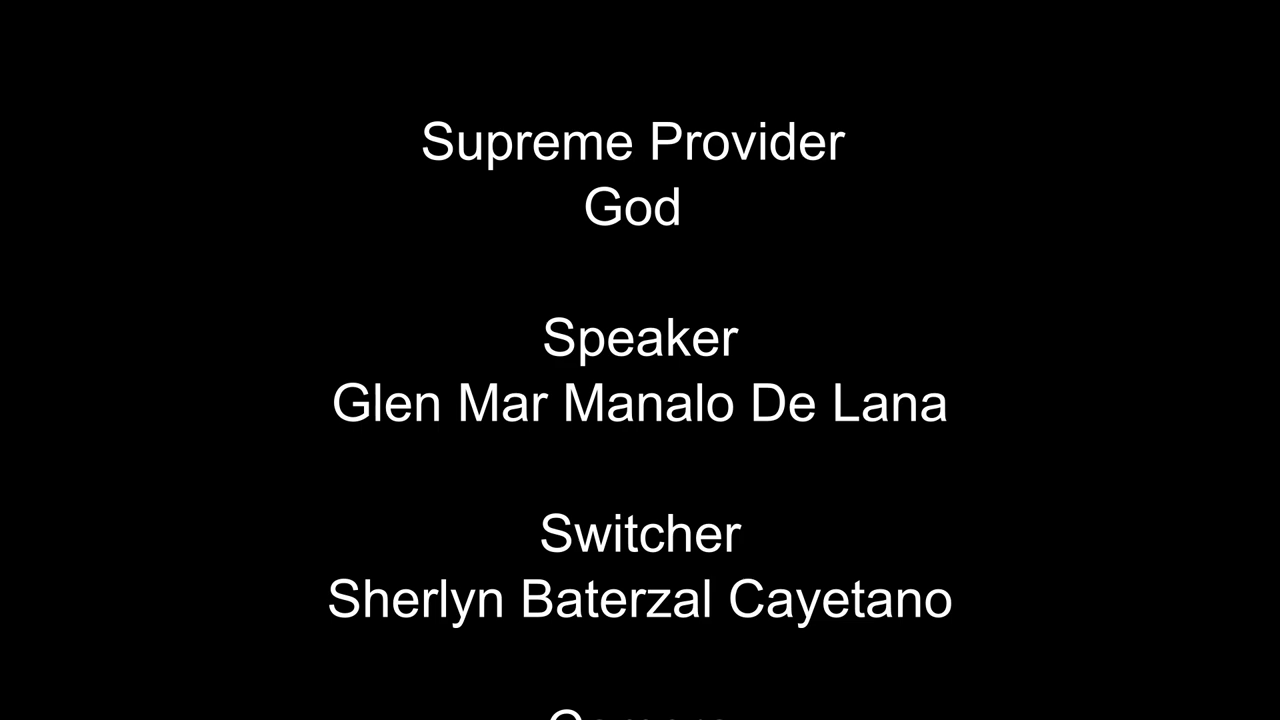 Supreme Provider
God
Speaker
Glen Mar Manalo De Lana
Switcher
Sherlyn Baterzal Cayetano